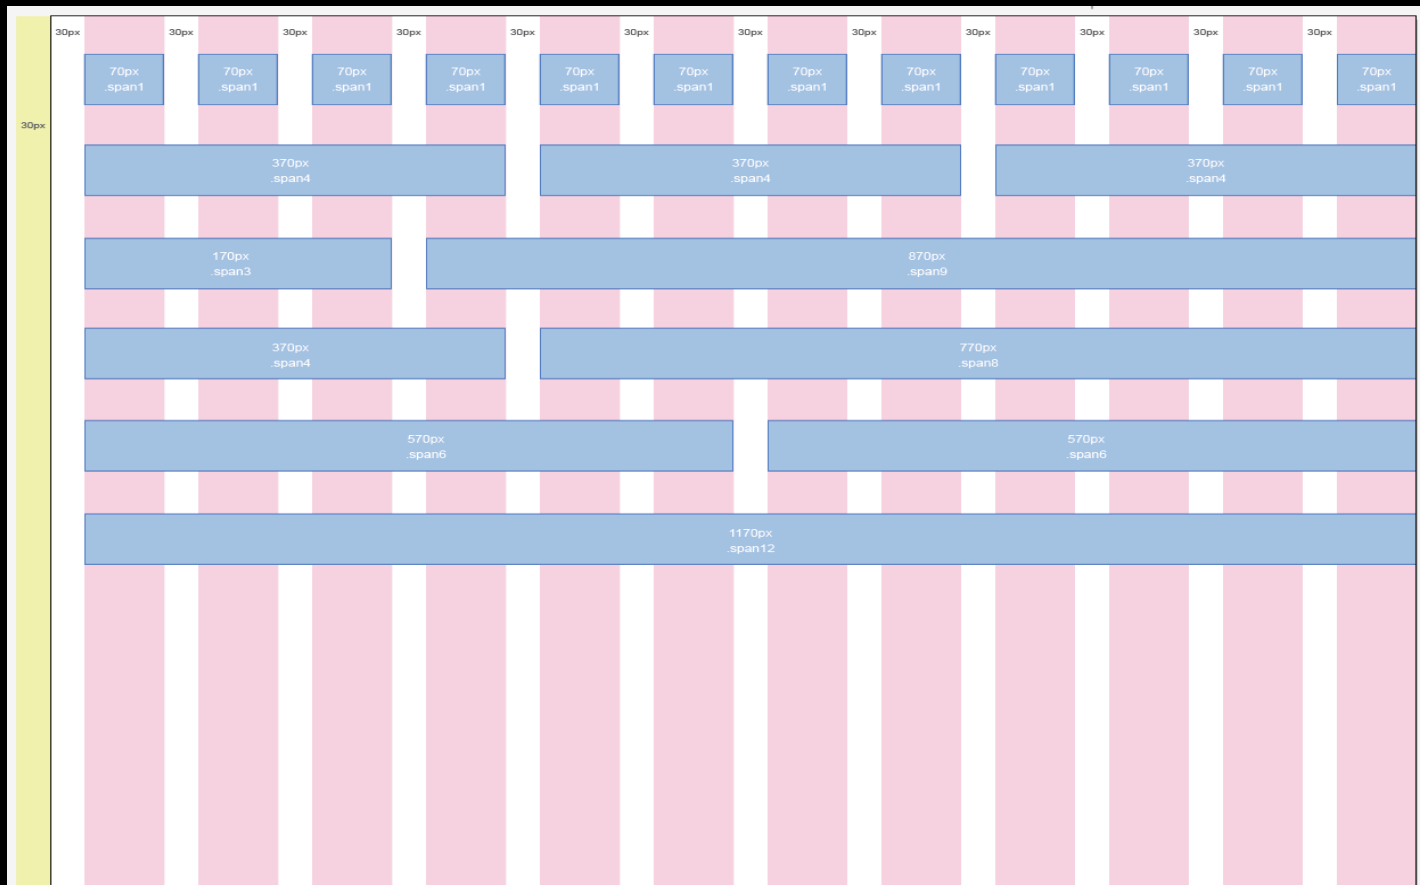 30px 30px 30px 30px 30px 30px 30px 30px 30px 30px 30px 30px
70px 70px 70px 70px 70px 70px 70px 70px 70px 70px 70px 70px
.span1 .span1 .span1 .span1 .span1 .span1 .span1 .span1 .span1 .span1 .span1 .span1
30px
370px 370px 370px
.span4 .span4 .span4
170px 870px
.span3 .span9
370px 770px
.span4 .span8
570px 570px
.span6 .span6
1170px
.span12